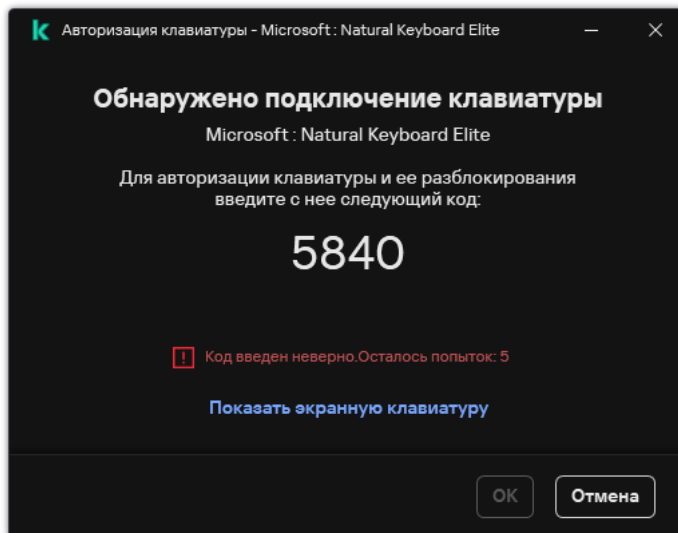 Авторизация клавиатуры - Microsoft : Natural Keyboard Elite
Обнаружено подключение клавиатуры
Microsoft : Natural Keyboard Elite
Для авторизации клавиатуры и ее разблокирования
введите с нее следующий код:
5840
Код введен неверно.Осталось попыток: 5
Показать экранную клавиатуру
OK
Отмена